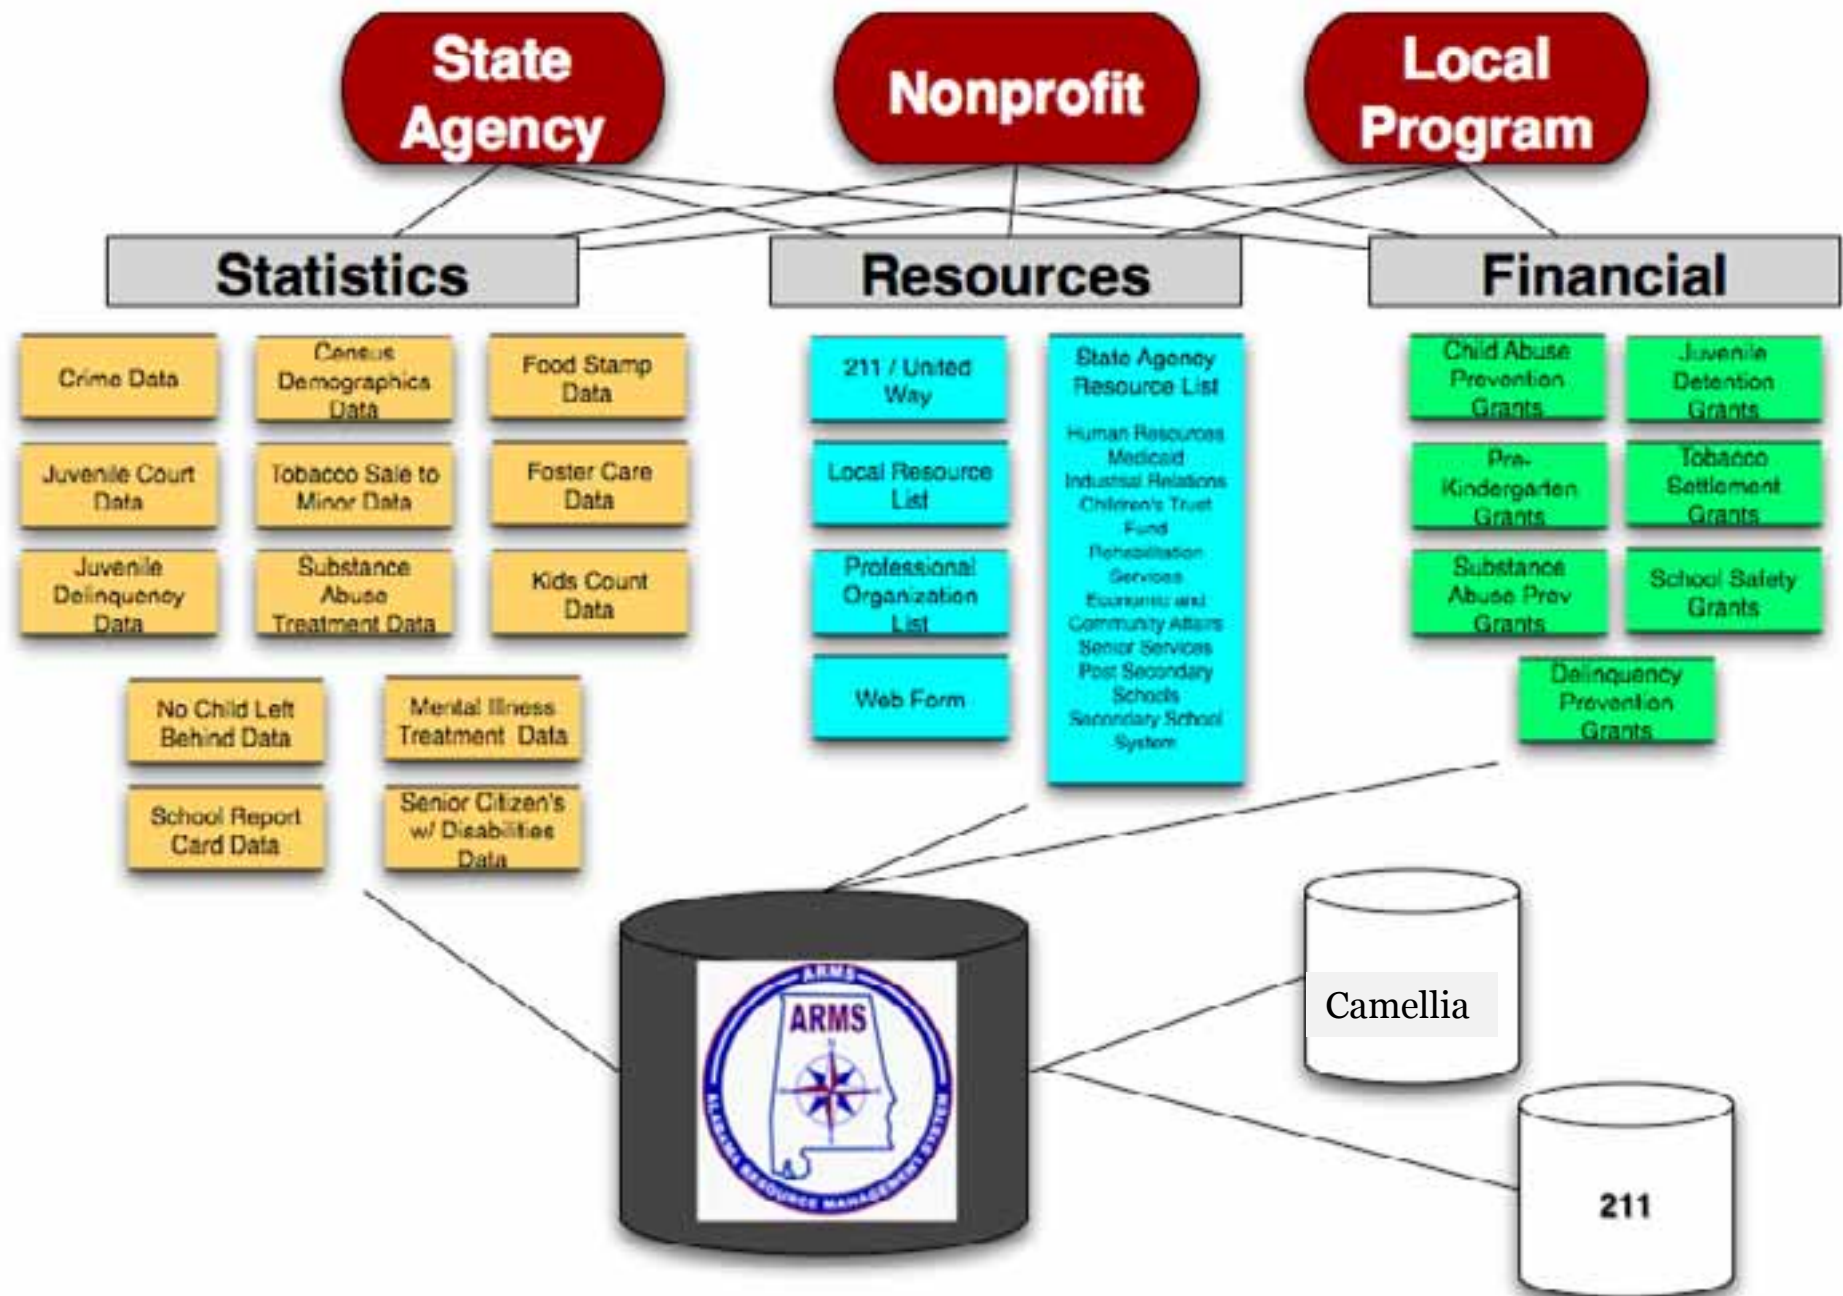 State
Agency
Nonprofit
Local
Program
Statistics
Resources
Financial
Crime Data
Census
Demographics
Data
Food Stamp
Data
Juvenile Court
Data
Tobacco Sale to
Minor Data
Foster Care
Data
Juvenile
Delinquency
Data
Substance
Abuse
Treatment Data
Kids Count
Data
No Child Left
Behind Data
Mental Illness
Treatment Data
School Report
Card Data
Senior Citizen's
w/ Disabilities
Data
211 / United
Way
Local Resource
List
Professional
Organization
List
Web Form
State Agency
Resource List
Human Resources
Medicaid
Industrial Relations
Children's Trust
Fund
Rehabilitation
Services
Economic and
Community Affairs
Senior Services
Post Secondary
Schools
Secondary School
System
Child Abuse
Prevention
Grants
Juvenile
Detention
Grants
Pre-
Kindergarten
Grants
Tobacco
Settlement
Grants
Substance
Abuse Prev
Grants
School Safety
Grants
Delinquency
Prevention
Grants
ARMS
ARMS
N
ALABAMA RESOURCE MANAGEMENT SYSTEM
Camellia
211